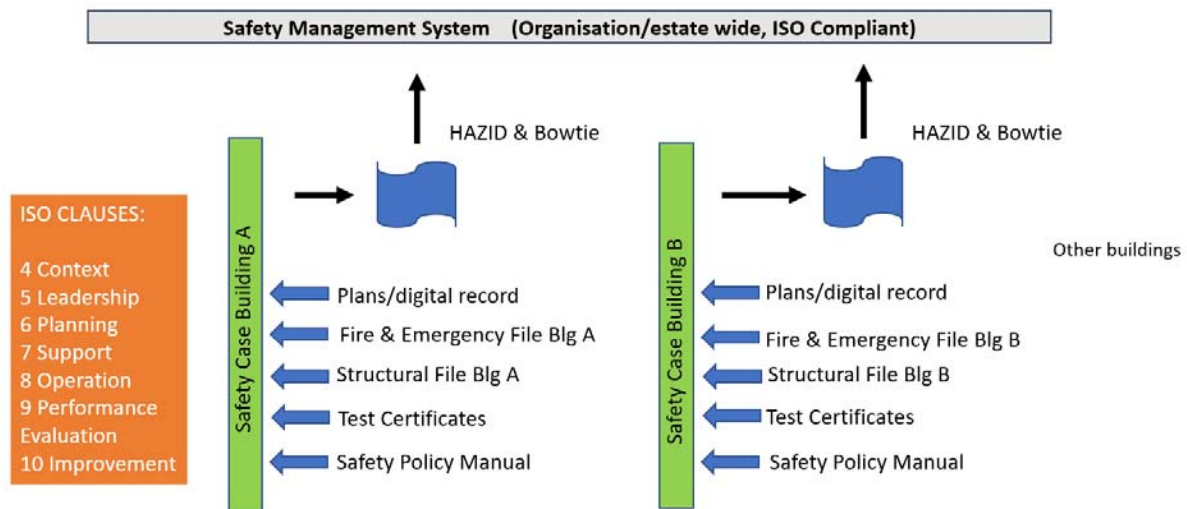 Safety Management System (Organisation/estate wide, ISO Compliant)
HAZID & Bowtie
HAZID & Bowtie
ISO CLAUSES:
4 Context
5 Leadership
6 Planning
7 Support
8 Operation
9 Performance
Evaluation
10 Improvement
Safety Case Building A
Plans/digital record
Fire & Emergency File Blg A
Structural File Blg A
Test Certificates
Safety Policy Manual
Safety Case Building B
Plans/digital record
Fire & Emergency File Blg B
Structural File Blg B
Test Certificates
Safety Policy Manual
Other buildings